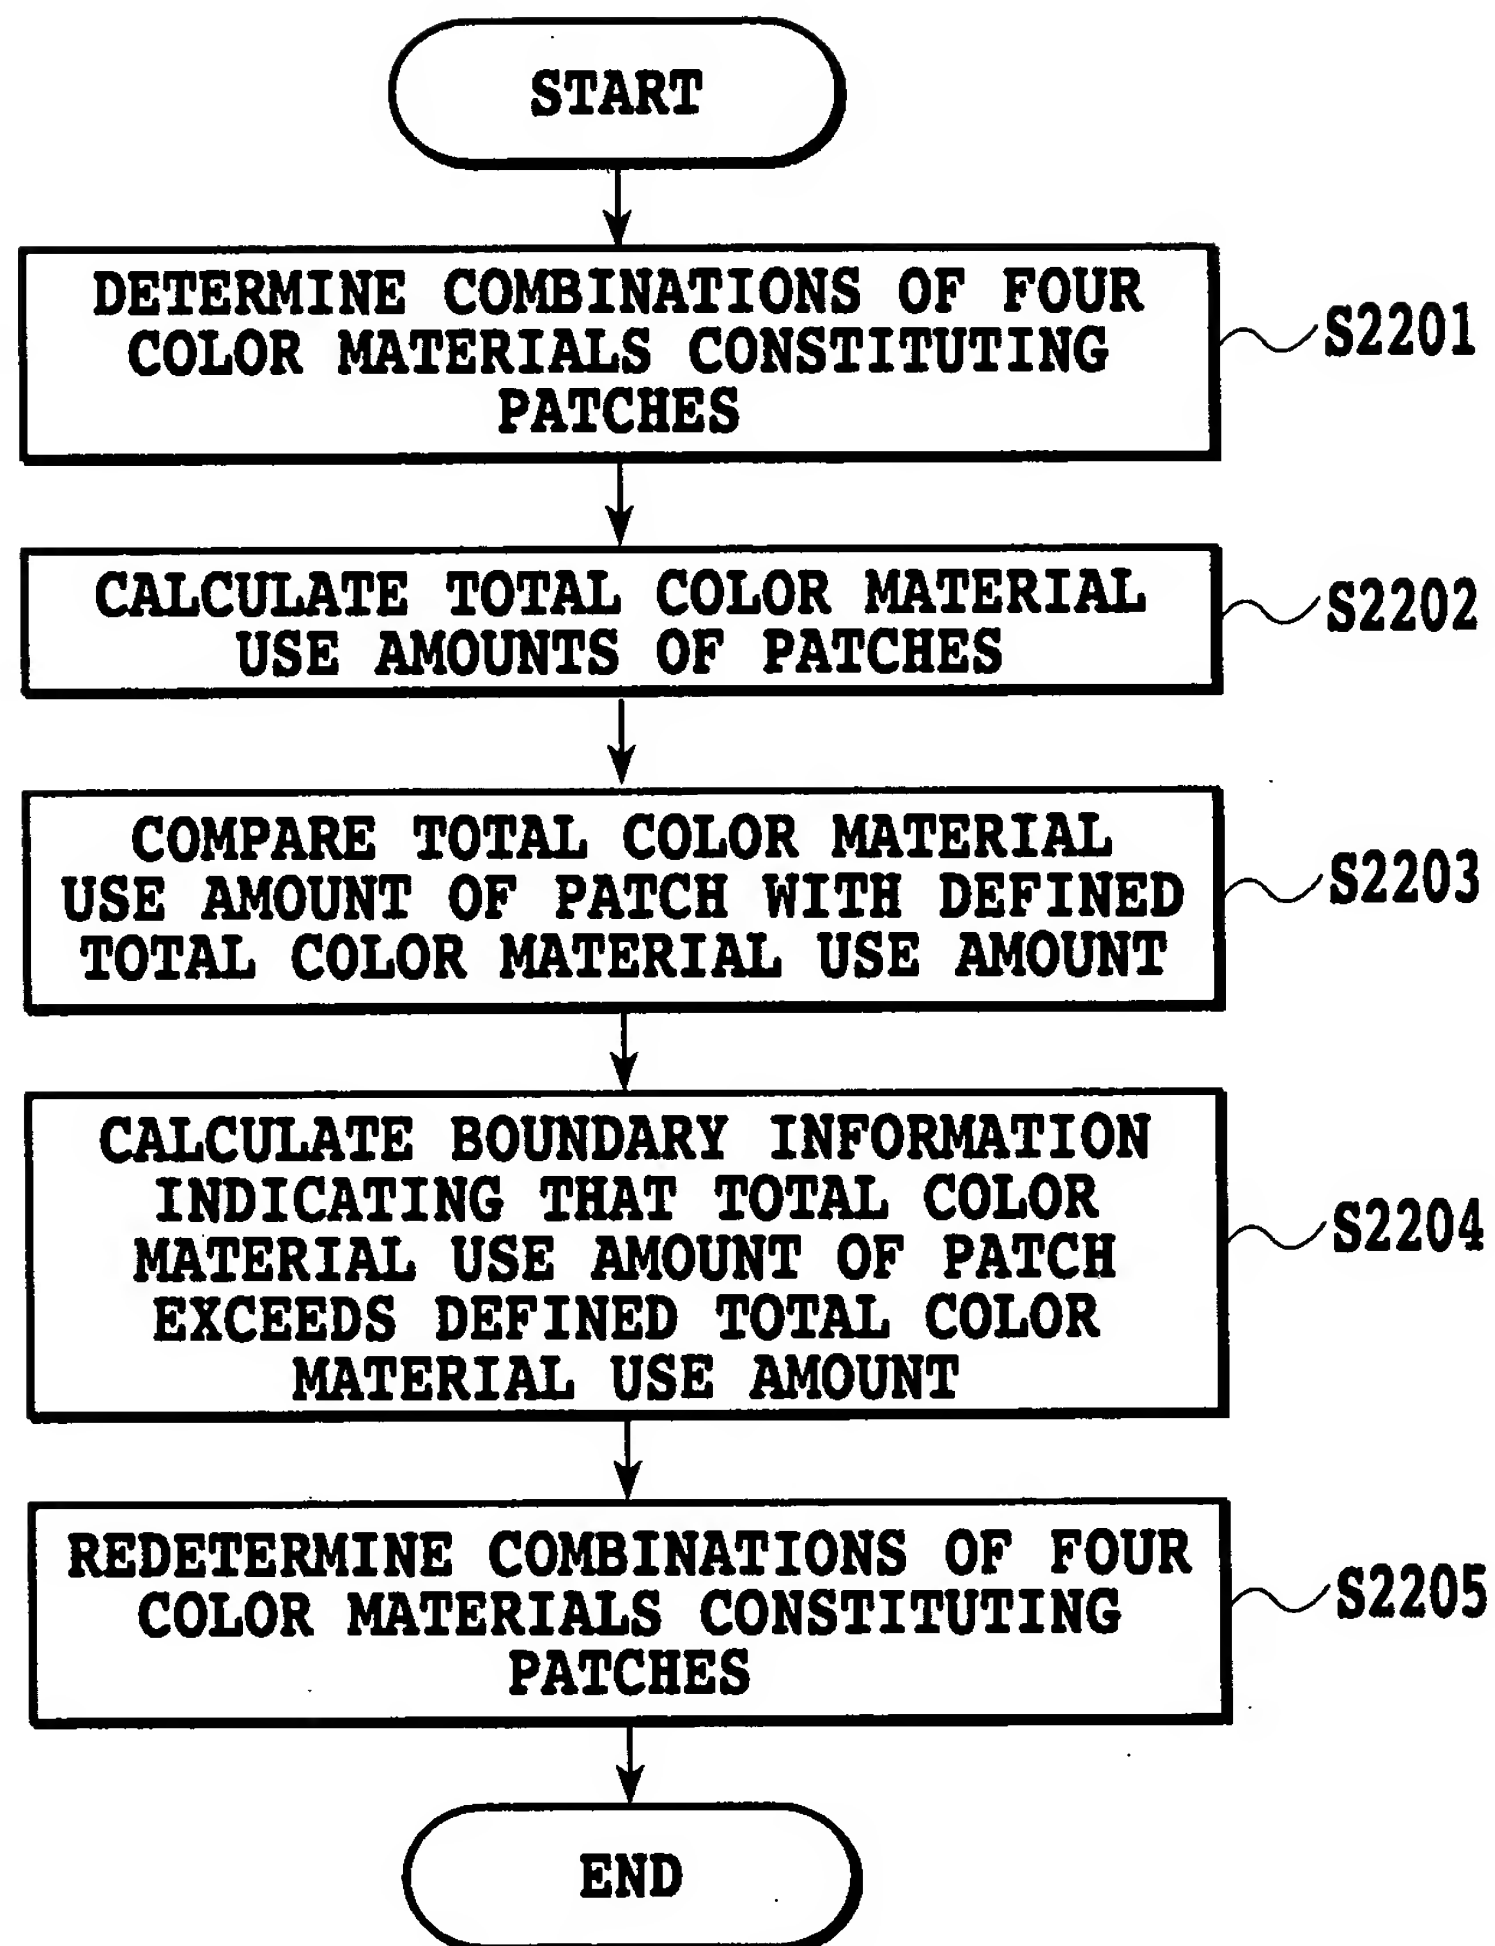 START
DETERMINE COMBINATIONS OF FOUR
COLOR MATERIALS CONSTITUTING
PATCHES
S2201
CALCULATE TOTAL COLOR MATERIAL
USE AMOUNTS OF PATCHES
S2202
COMPARE TOTAL COLOR MATERIAL
USE AMOUNT OF PATCH WITH DEFINED
TOTAL COLOR MATERIAL USE AMOUNT
S2203
CALCULATE BOUNDARY INFORMATION
INDICATING THAT TOTAL COLOR
MATERIAL USE AMOUNT OF PATCH
EXCEEDS DEFINED TOTAL COLOR
MATERIAL USE AMOUNT
S2204
REDETERMINE COMBINATIONS OF FOUR
COLOR MATERIALS CONSTITUTING
PATCHES
S2205
END